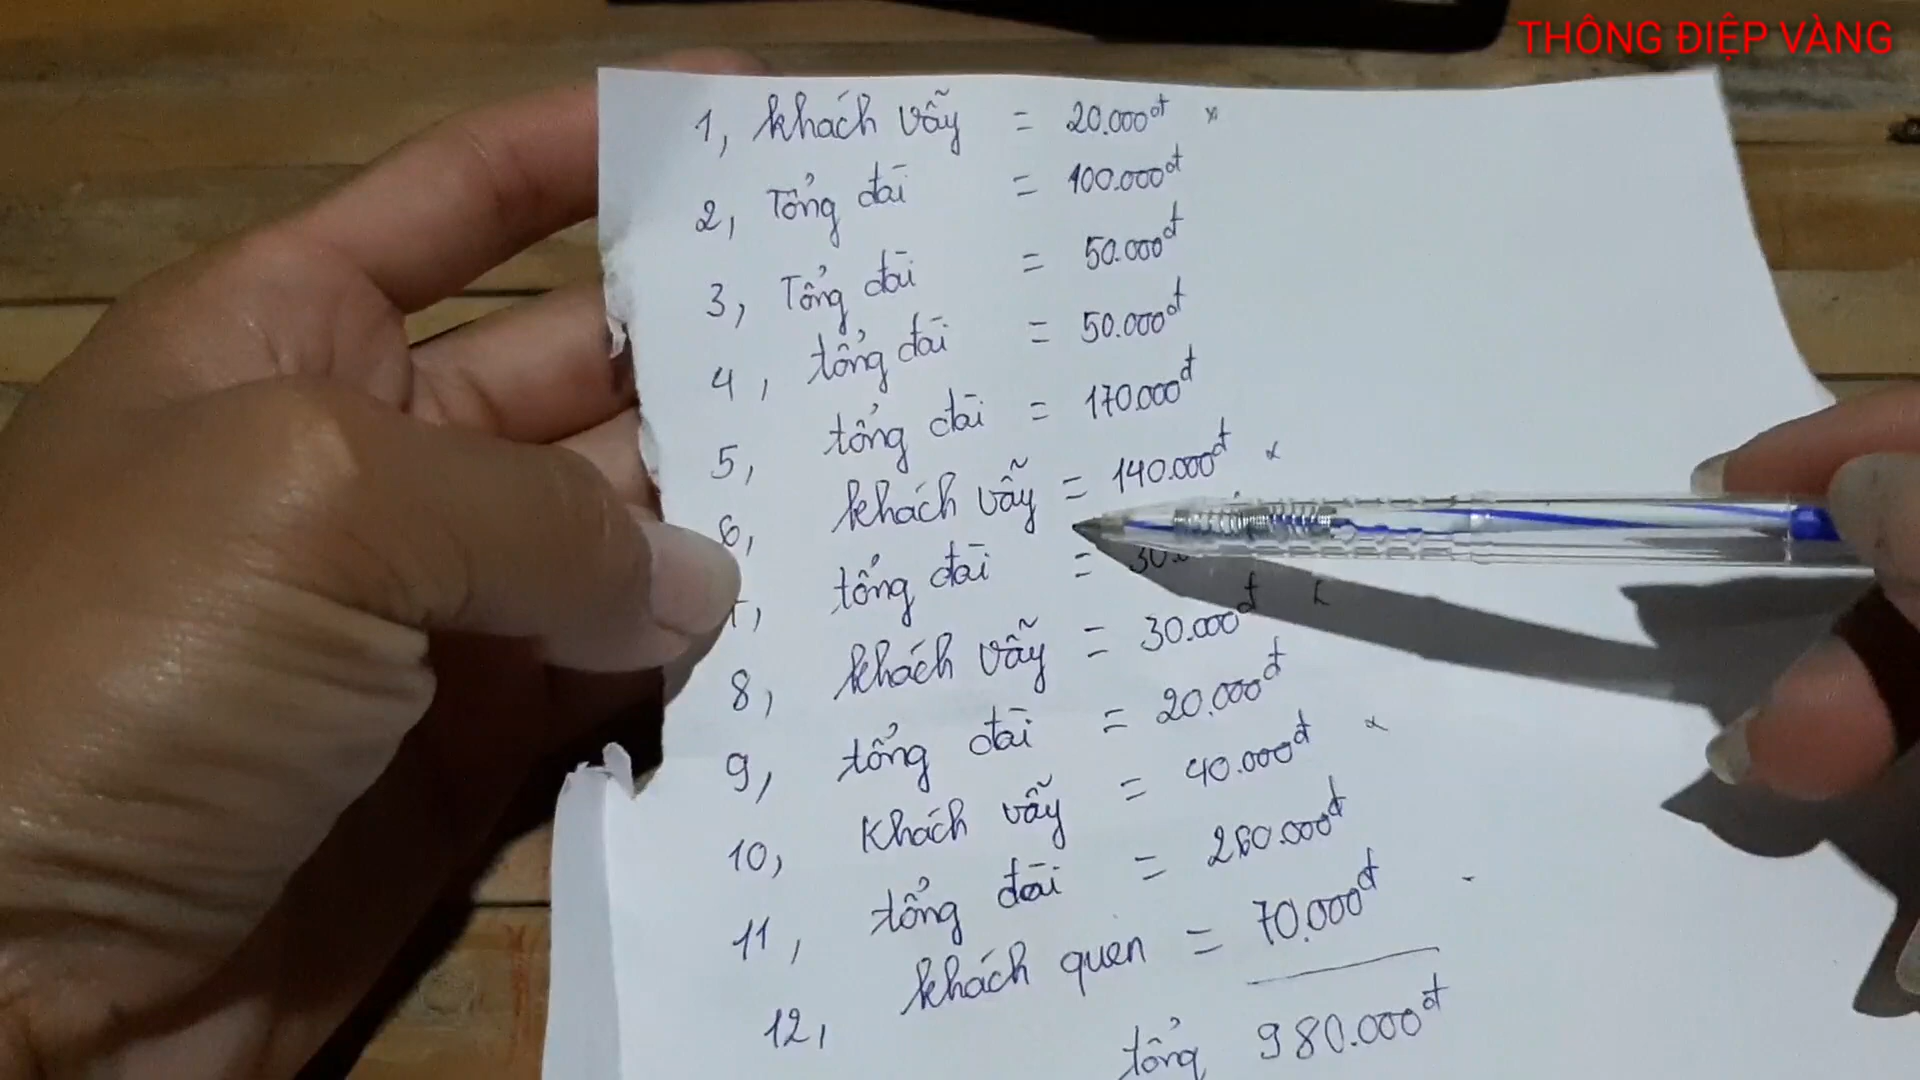 THÔNG ĐIỆP VÀNG
1, khách vẫy = 20.000đ x
2, Tổng đài = 100.000đ
3, Tổng đài = 50.000đ
4, tổng đài = 50.000đ
5, tổng đài = 170.000đ
6, khách vẫy = 140.000đ x
tổng đài =
8, khách vẫy = 30.000đ
9, tổng đài = 20.000đ
10, Khách vẫy = 40.000đ x
11, tổng đài = 260.000đ
12, khách quen = 70.000đ
tổng 980.000đ